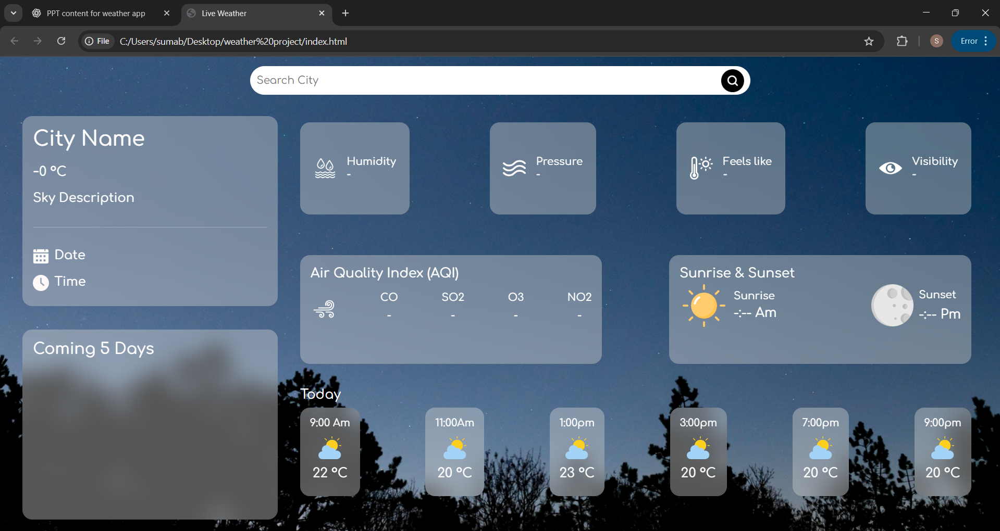 PPT content for weather app
Live Weather
File
C:/Users/sumab/Desktop/weather%20project/index.html
S
Error
Search City
City Name
-0 °C
Sky Description
Date
Time
Humidity
-
Pressure
-
Feels like
-
Visibility
-
Air Quality Index (AQI)
CO SO2 O3 NO2
- - - -
Sunrise & Sunset
Sunrise
-:-- Am
Sunset
-:-- Pm
Coming 5 Days
Today
9:00 Am 11:00Am 1:00pm 3:00pm 7:00pm 9:00pm
22 °C 20 °C 23 °C 20 °C 20 °C 20 °C